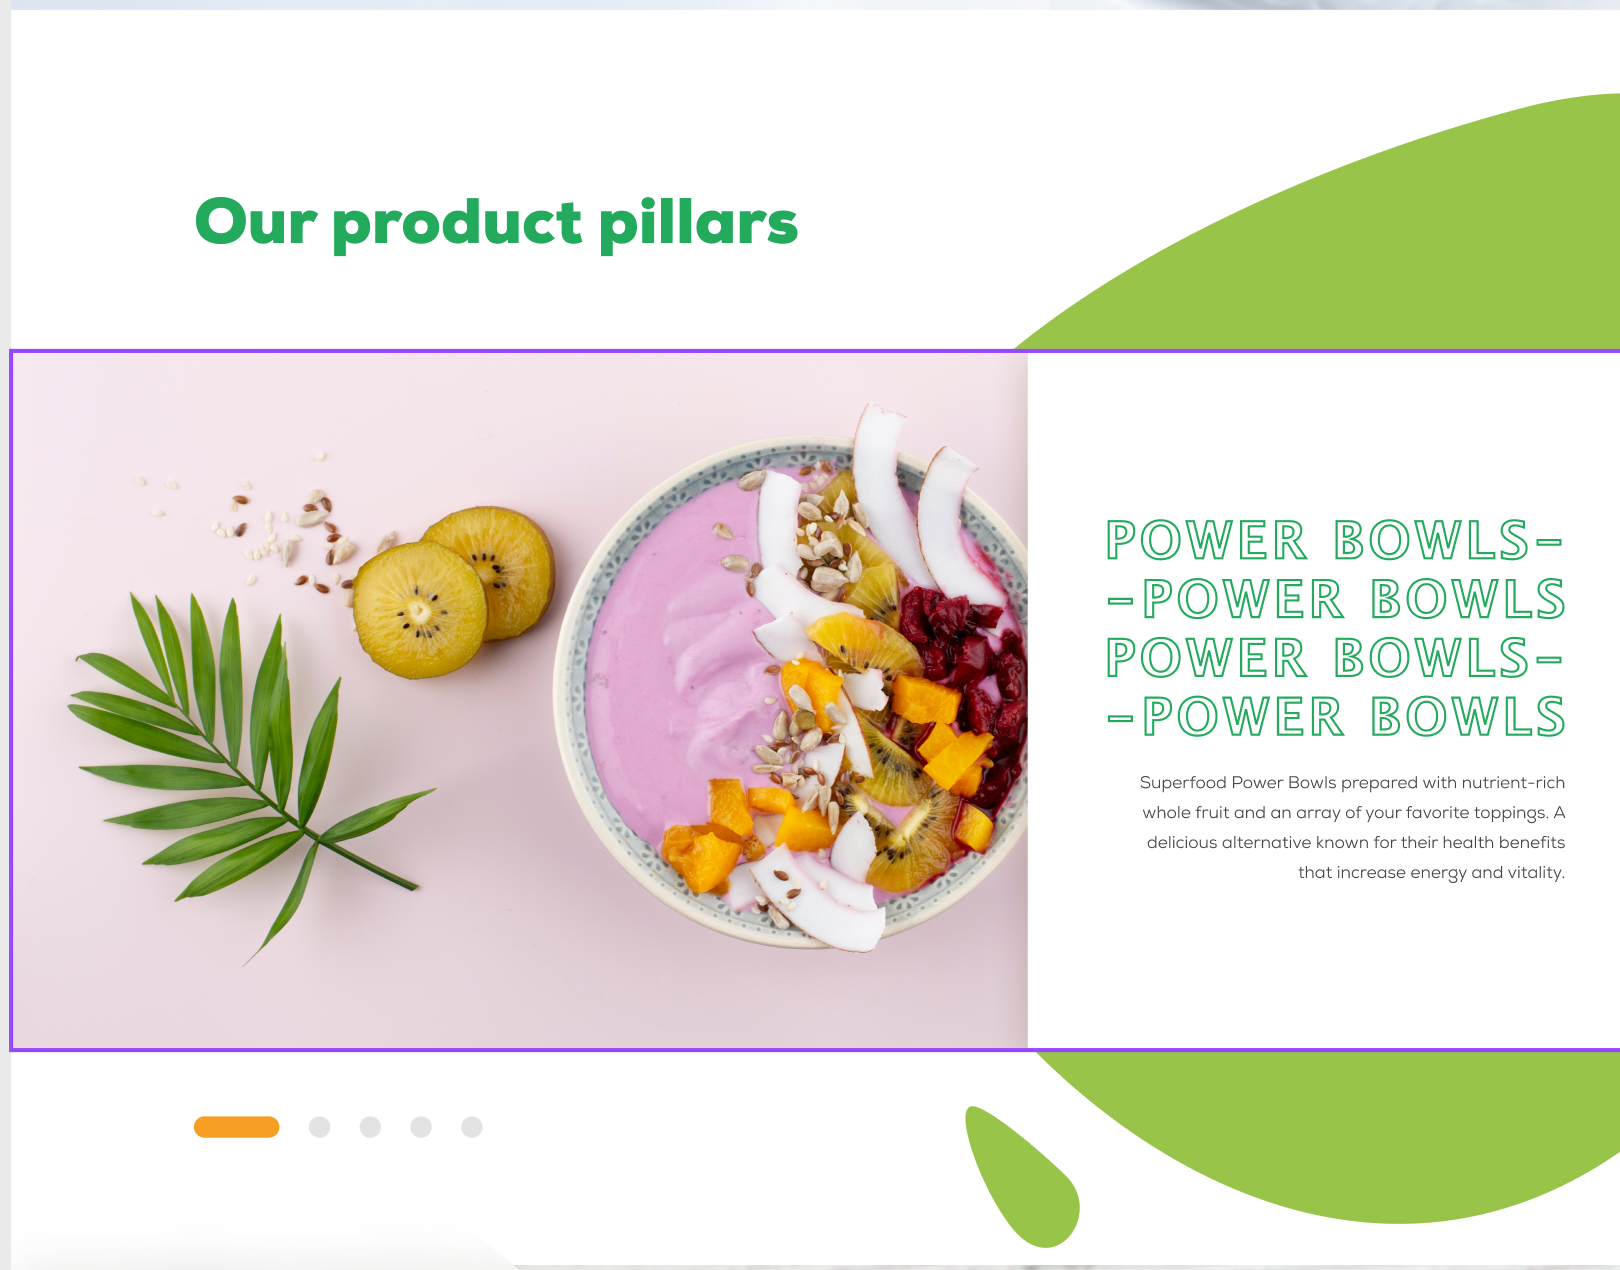 Our product pillars
POWER BOWLS–
–POWER BOWLS
POWER BOWLS–
–POWER BOWLS
Superfood Power Bowls prepared with nutrient-rich
whole fruit and an array of your favorite toppings. A
delicious alternative known for their health benefits
that increase energy and vitality.